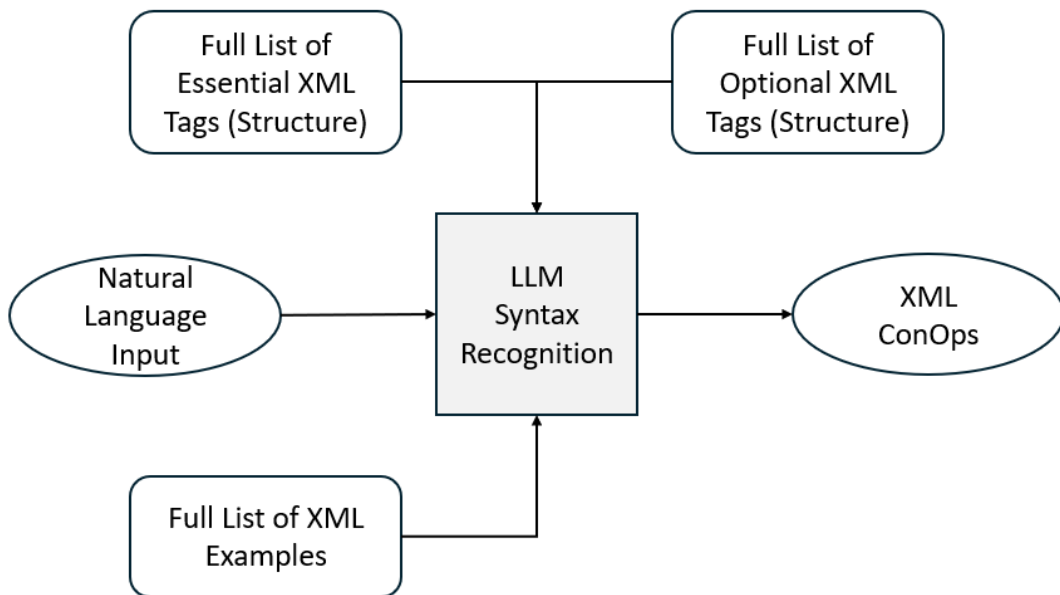 Full List of
Essential XML
Tags (Structure)
Full List of
Optional XML
Tags (Structure)
Natural
Language
Input
LLM
Syntax
Recognition
XML
ConOps
Full List of XML
Examples